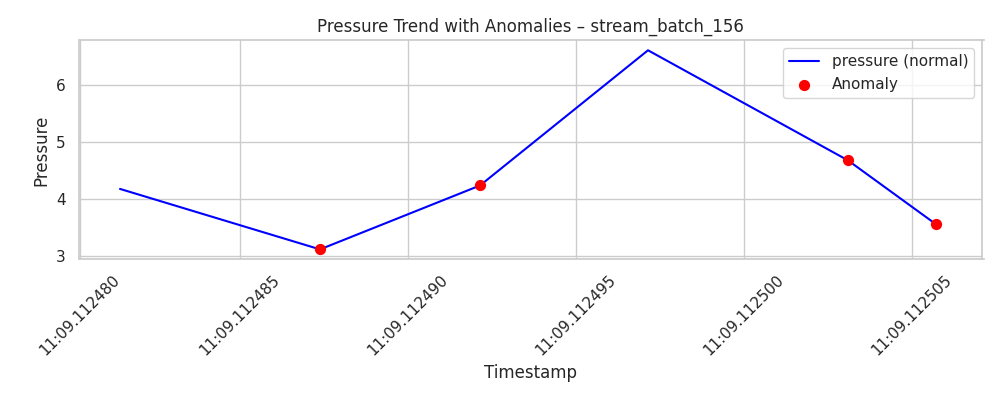 Pressure Trend with Anomalies – stream_batch_156
pressure (normal)
Anomaly
Pressure
6
5
4
3
11:09.112480
11:09.112485
11:09.112490
11:09.112495
11:09.112500
11:09.112505
Timestamp